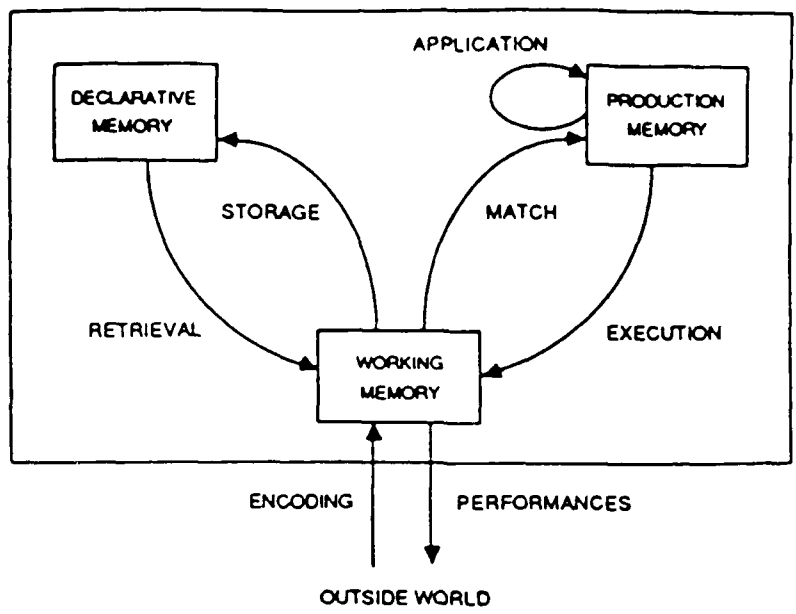 APPLICATION
DECLARATIVE
MEMORY
PRODUCTION
MEMORY
STORAGE
MATCH
RETRIEVAL
EXECUTION
WORKING
MEMORY
ENCODING
PERFORMANCES
OUTSIDE WORLD